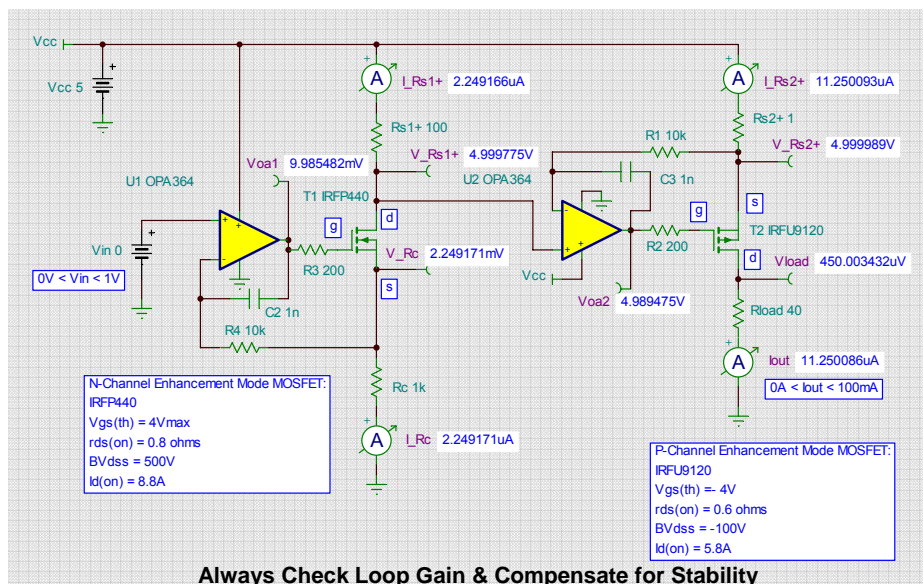 Vcc
Vcc 5
A
I_Rs1+ 2.249166uA
Rs1+ 100
V_Rs1+
4.999775V
Voa1
9.985482mV
U1 OPA364
T1 IRFP440
U2 OPA364
g
d
s
R3 200
V_Rc
2.249171mV
Vin 0
0V < Vin < 1V
C2 1n
R4 10k
Rc 1k
A
I_Rc 2.249171uA
A
I_Rs2+ 11.250093uA
Rs2+ 1
R1 10k
V_Rs2+
4.999989V
C3 1n
g
s
d
T2 IRFU9120
R2 200
Vcc
Voa2 4.989475V
Vload
450.003432uV
Rload 40
A
Iout 11.250086uA
0A < Iout < 100mA
N-Channel Enhancement Mode MOSFET:
IRFP440
Vgs(th) = 4Vmax
rds(on) = 0.8 ohms
BVdss = 500V
Id(on) = 8.8A
P-Channel Enhancement Mode MOSFET:
IRFU9120
Vgs(th) =- 4V
rds(on) = 0.6 ohms
BVdss = -100V
Id(on) = 5.8A
Always Check Loop Gain & Compensate for Stability